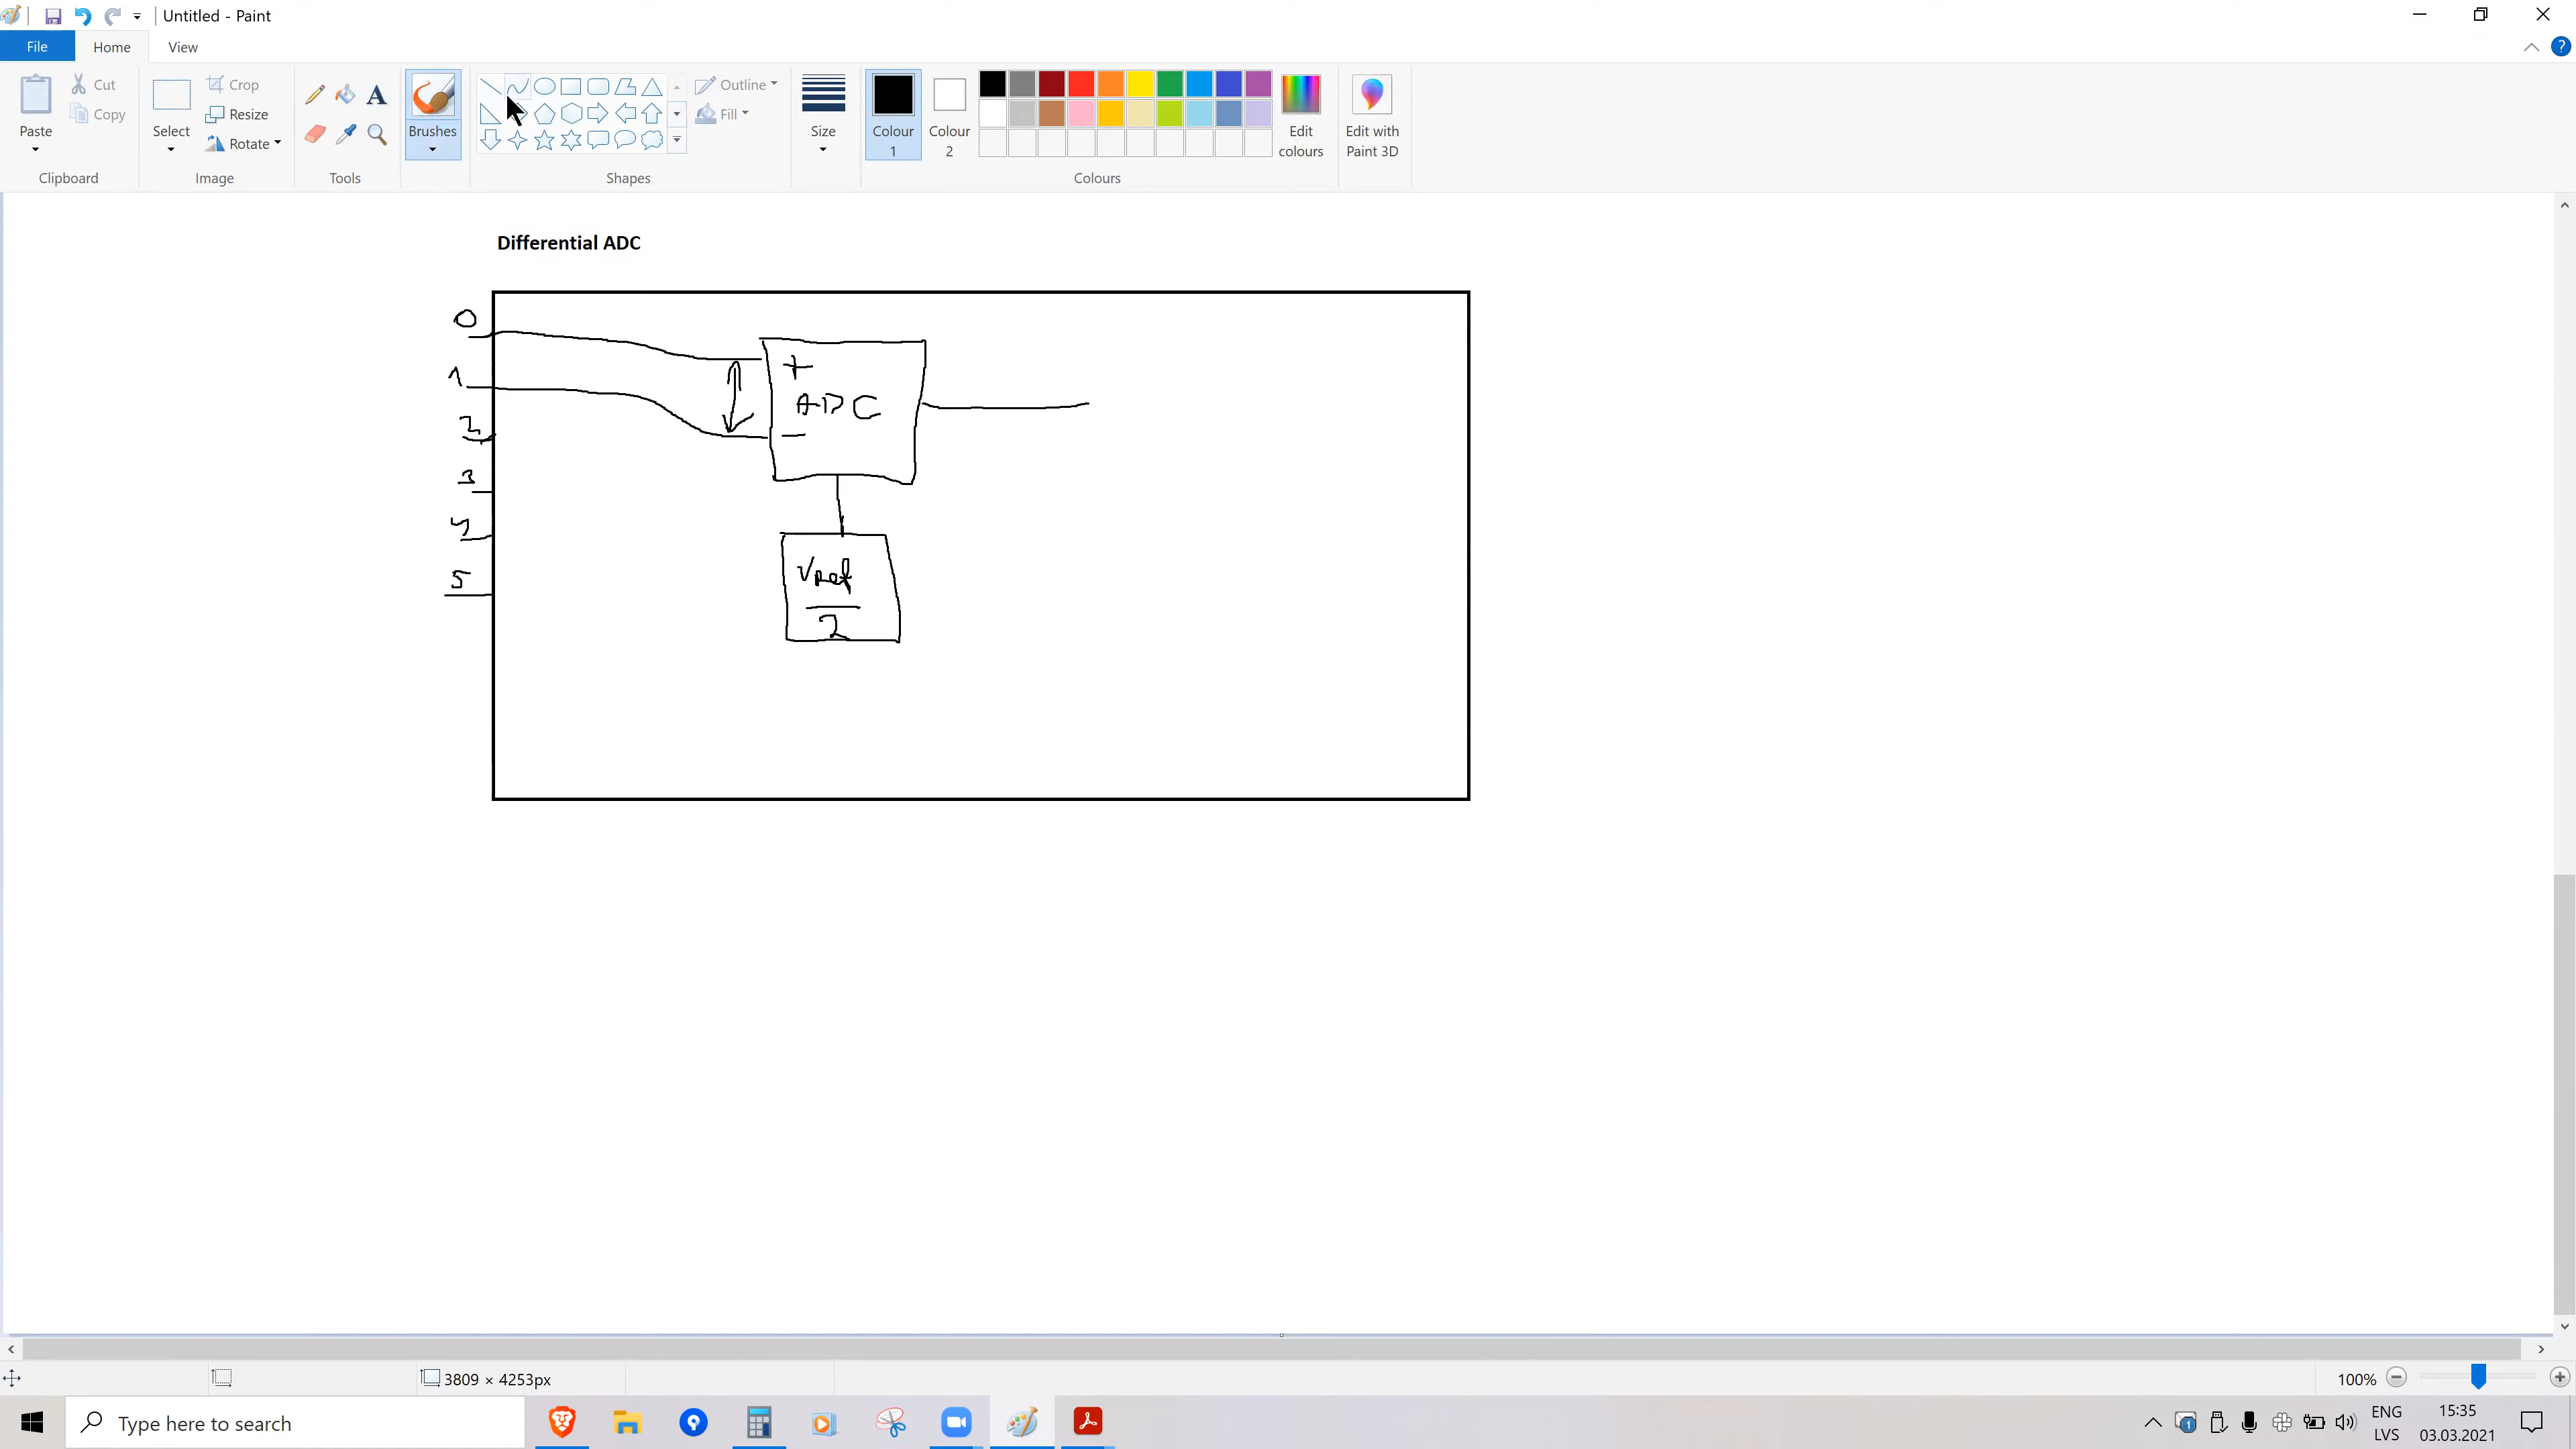 Untitled - Paint
File Home View
Paste
Cut
Copy
Clipboard
Select
Crop
Resize
Rotate
Image
Tools
Brushes
Shapes
Outline
Fill
Size
Colour 1
Colour 2
Edit colours
Edit with Paint 3D
Colours
Differential ADC
0
1
2
3
4
5
+
ADC
−
Vref
2
3809 × 4253px
100%
Type here to search
ENG
LVS
15:35
03.03.2021